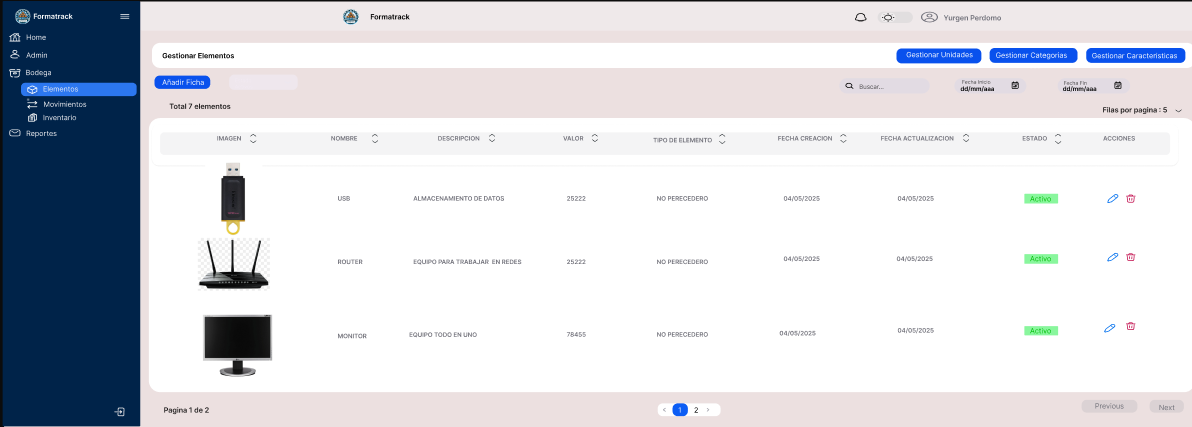 Formatrack
Formatrack
Yurgen Perdomo
Home
Admin
Bodega
Elementos
Movimientos
Inventario
Reportes
Gestionar Elementos
Gestionar Unidades
Gestionar Categorias
Gestionar Caracteristicas
Añadir Ficha
Buscar...
Fecha Inicio
dd/mm/aaa
Fecha Fin
dd/mm/aaa
Total 7 elementos
Filas por pagina : 5
IMAGEN NOMBRE DESCRIPCION VALOR TIPO DE ELEMENTO FECHA CREACION FECHA ACTUALIZACION ESTADO ACCIONES
USB ALMACENAMIENTO DE DATOS 25222 NO PERECEDERO 04/05/2025 04/05/2025 Activo
ROUTER EQUIPO PARA TRABAJAR EN REDES 25222 NO PERECEDERO 04/05/2025 04/05/2025 Activo
MONITOR EQUIPO TODO EN UNO 78455 NO PERECEDERO 04/05/2025 04/05/2025 Activo
Pagina 1 de 2
< 1 2 >
Previous
Next